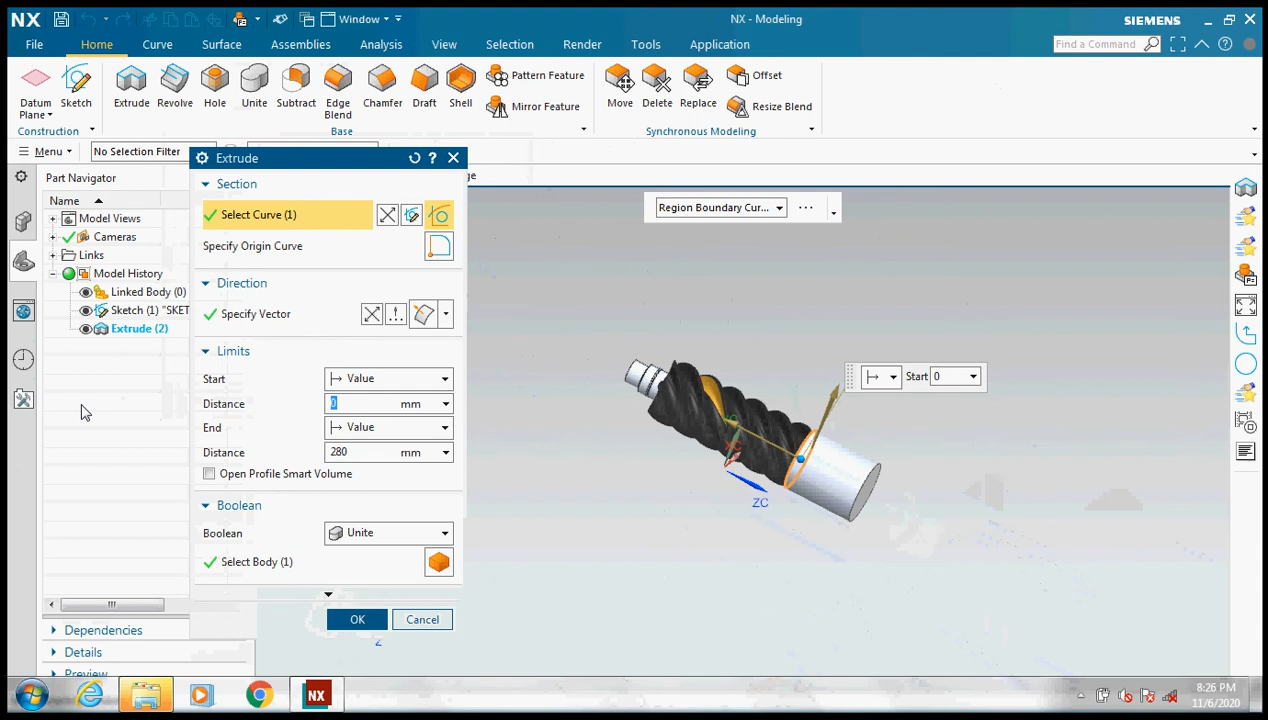 NX
Window
NX - Modeling
SIEMENS
File Home Curve Surface Assemblies Analysis View Selection Render Tools Application
Find a Command
Datum Plane
Sketch
Extrude
Revolve
Hole
Unite
Subtract
Edge Blend
Chamfer
Draft
Shell
Pattern Feature
Mirror Feature
Move
Delete
Replace
Offset
Resize Blend
Construction
Base
Synchronous Modeling
Menu
No Selection Filter
Part Navigator
Name
Model Views
Cameras
Links
Model History
Linked Body (0)
Sketch (1) "SKET
Extrude (2)
Dependencies
Details
Preview
Extrude
Section
Select Curve (1)
Specify Origin Curve
Direction
Specify Vector
Limits
Start Value
Distance 0 mm
End Value
Distance 280 mm
Open Profile Smart Volume
Boolean
Boolean Unite
Select Body (1)
OK Cancel
Region Boundary Cur...
Start 0
XC
ZC
Z
8:26 PM
11/6/2020